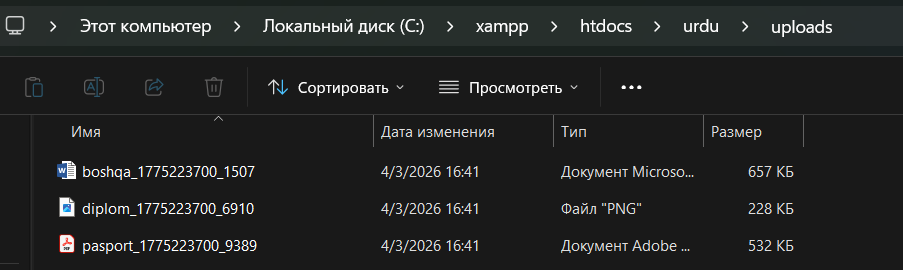 Этот компьютер > Локальный диск (C:) > xampp > htdocs > urdu > uploads
Сортировать Просмотреть
Имя Дата изменения Тип Размер
boshqa_1775223700_1507 4/3/2026 16:41 Документ Microso... 657 КБ
diplom_1775223700_6910 4/3/2026 16:41 Файл "PNG" 228 КБ
pasport_1775223700_9389 4/3/2026 16:41 Документ Adobe ... 532 КБ